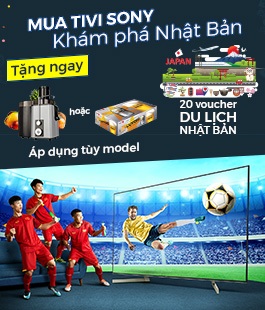 MUA TIVI SONY
Khám phá Nhật Bản
Tặng ngay
hoặc
JAPAN
20 voucher
DU LỊCH
NHẬT BẢN
Áp dụng tùy model